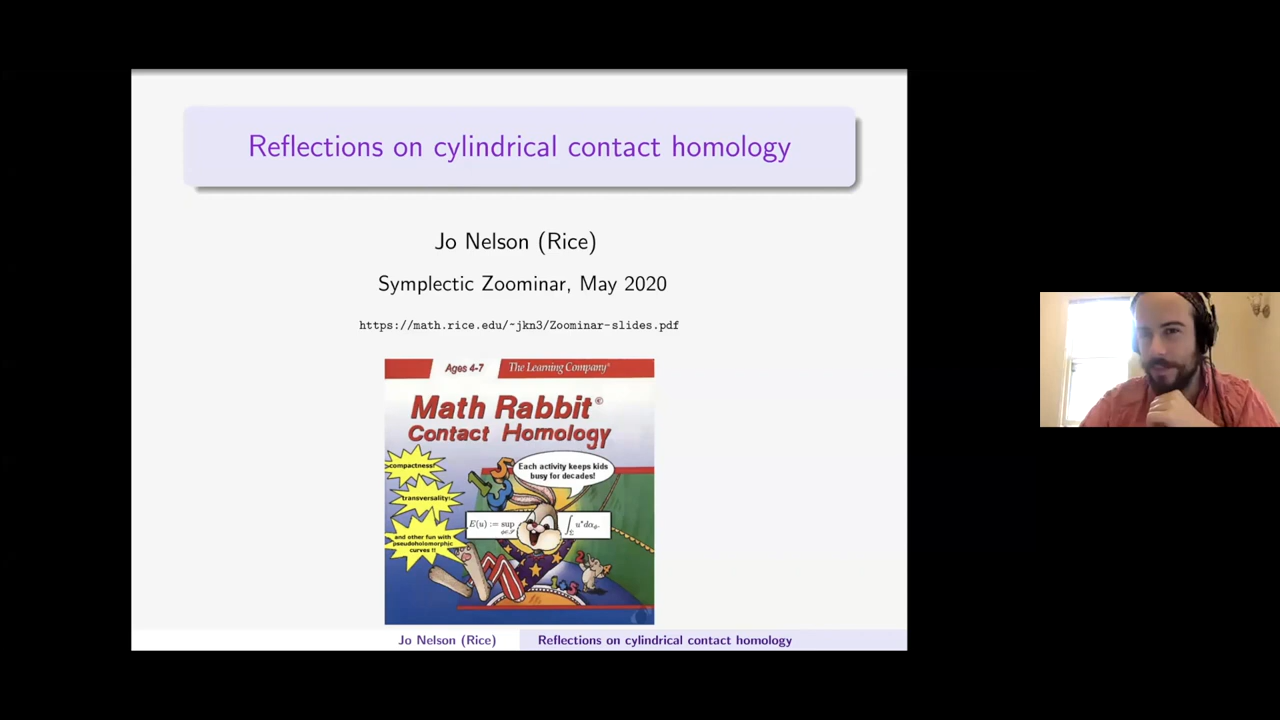 Reflections on cylindrical contact homology
Jo Nelson (Rice)
Symplectic Zoominar, May 2020
https://math.rice.edu/~jkn3/Zoominar-slides.pdf
Ages 4-7
The Learning Company®
Math Rabbit®
Contact Homology
compactness!
transversality!
and other fun with
pseudoholomorphic
curves !!
Each activity keeps kids
busy for decades!
E(u) := sup
∫ u*dα
Jo Nelson (Rice)
Reflections on cylindrical contact homology